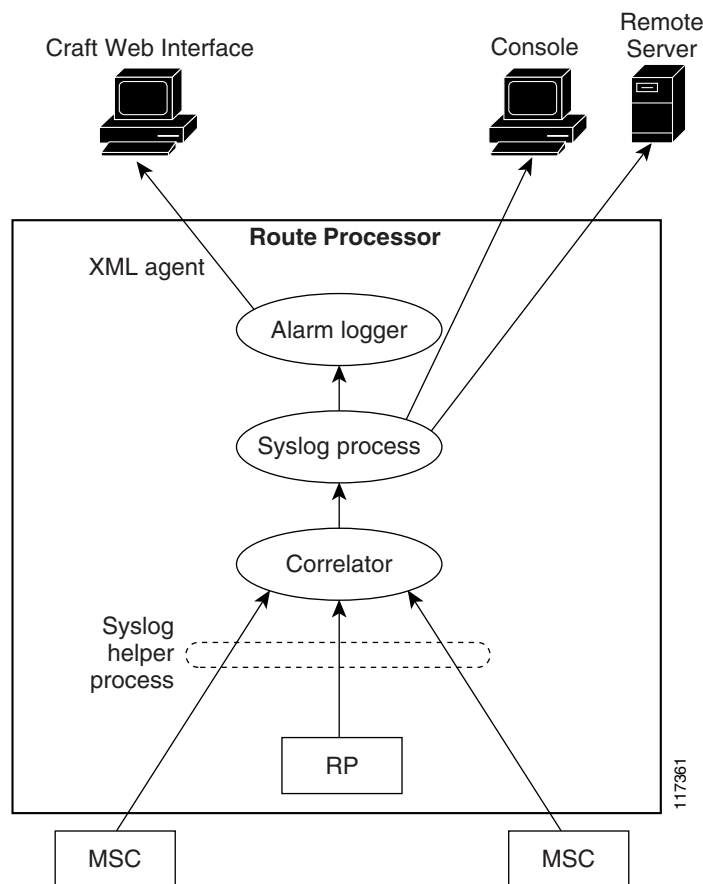 Remote
Server
Craft Web Interface
Console
Route Processor
XML agent
Alarm logger
Syslog process
Correlator
Syslog
helper
process
RP
117361
MSC
MSC